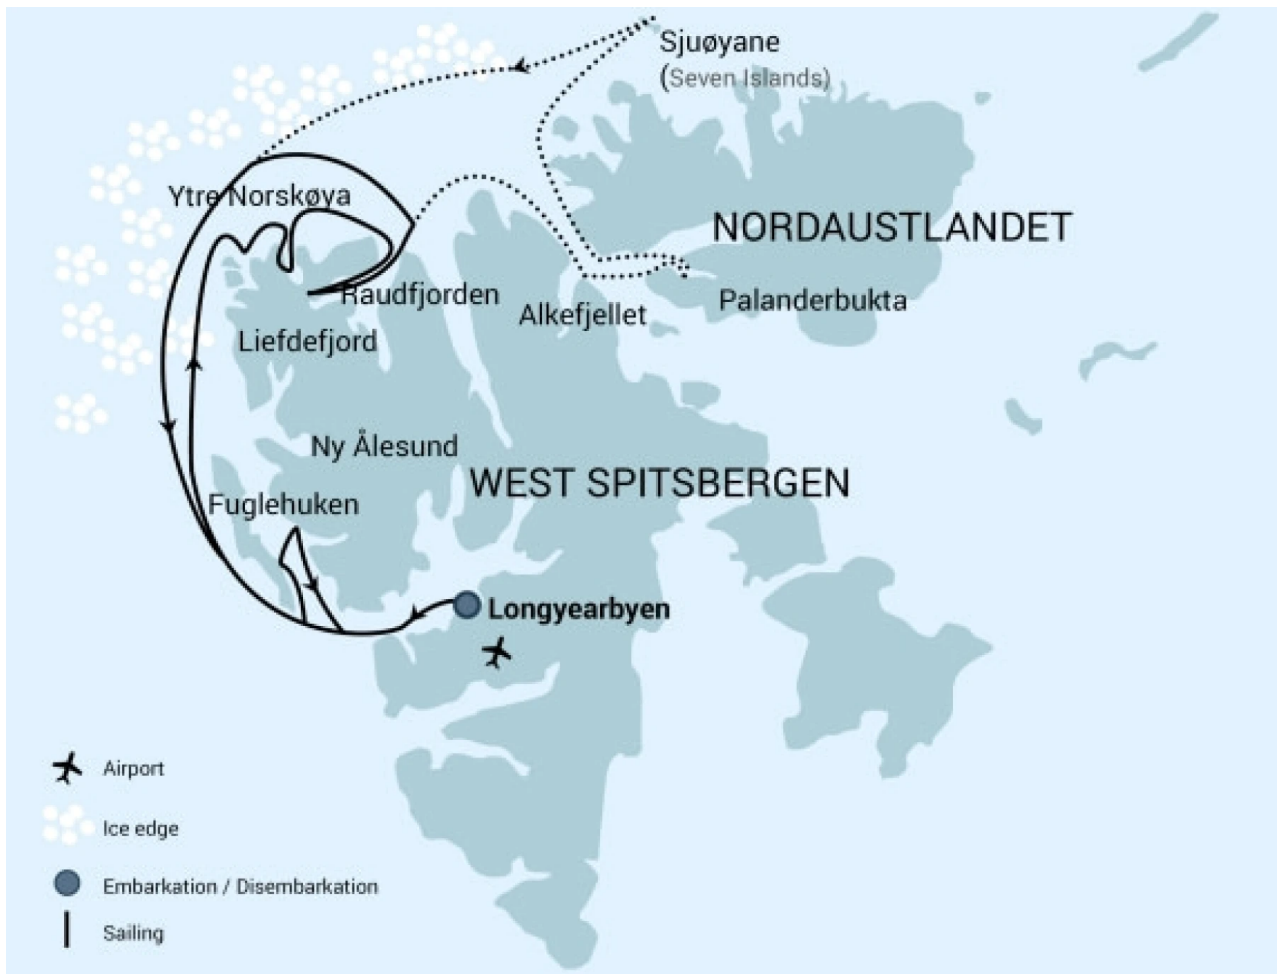 Sjuøyane
(Seven Islands)
Ytre Norskøya
NORDAUSTLANDET
Raudfjorden
Palanderbukta
Alkefjellet
Liefdefjord
Ny Ålesund
WEST SPITSBERGEN
Fuglehuken
Longyearbyen
Airport
Ice edge
Embarkation / Disembarkation
Sailing